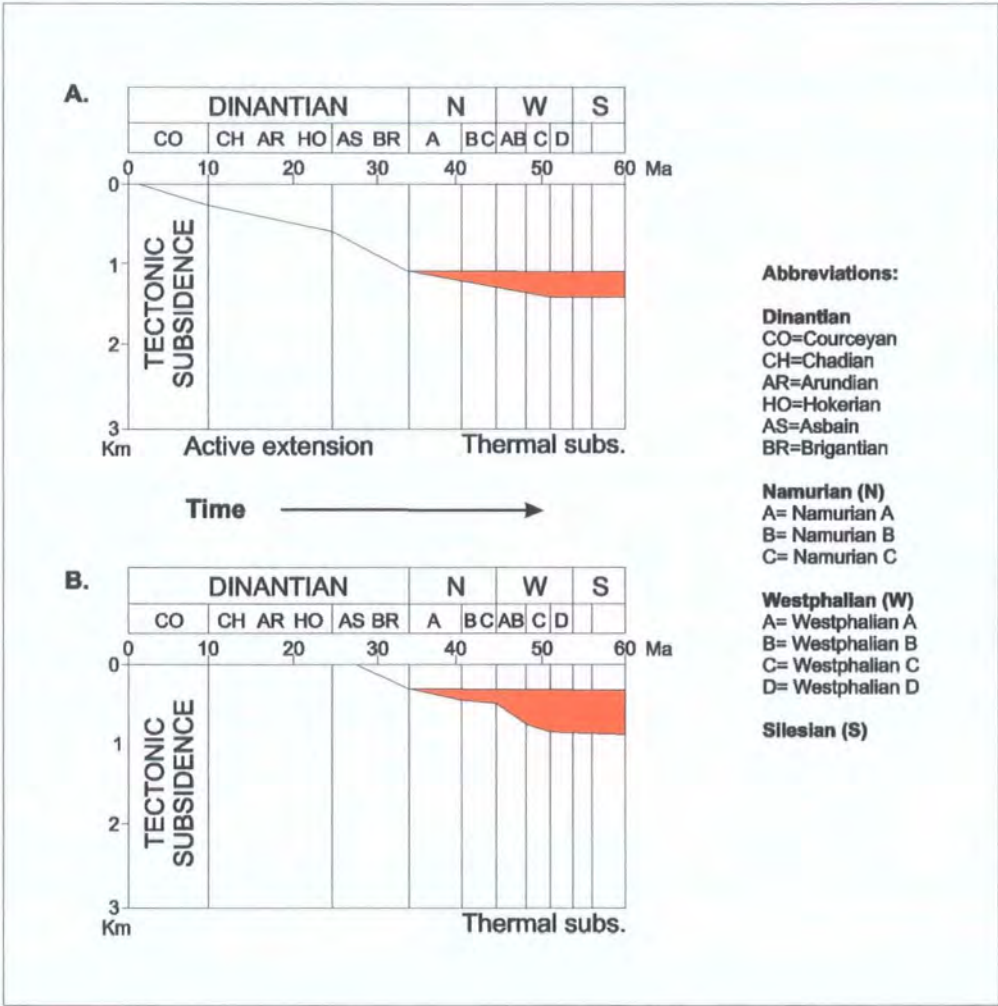 A.
DINANTIAN N W S
CO CH AR HO AS BR A B C AB C D
0 10 20 30 40 50 60 Ma
0
1
2
3
Km
TECTONIC
SUBSIDENCE
Active extension Thermal subs.
Time
B.
DINANTIAN N W S
CO CH AR HO AS BR A B C AB C D
0 10 20 30 40 50 60 Ma
0
1
2
3
Km
TECTONIC
SUBSIDENCE
Thermal subs.
Abbreviations:
Dinantian
CO=Courceyan
CH=Chadian
AR=Arundian
HO=Hokerian
AS=Asbain
BR=Brigantian
Namurian (N)
A= Namurian A
B= Namurian B
C= Namurian C
Westphalian (W)
A= Westphalian A
B= Westphalian B
C= Westphalian C
D= Westphalian D
Silesian (S)